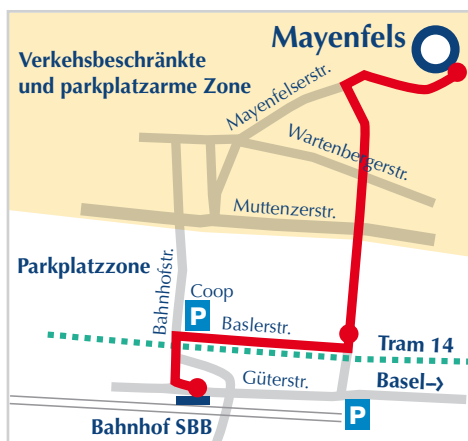 Mayenfels
Verkehsbeschränkte
und parkplatzarme Zone
Mayenfelserstr.
Wartenbergerstr.
Muttenzerstr.
Parkplatzzone
Bahnhofstr.
Coop
P
Baslerstr.
Tram 14
Güterstr.
Basel->
P
Bahnhof SBB